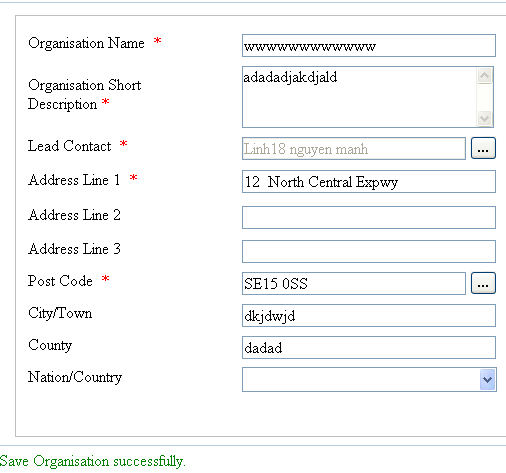 Organisation Name * wwwwwwwwwwww
Organisation Short adadadjakdjald
Description *
Lead Contact * Linh18 nguyen manh ...
Address Line 1 * 12 North Central Expwy
Address Line 2
Address Line 3
Post Code * SE15 0SS ...
City/Town dkjdwjd
County dadad
Nation/Country
Save Organisation successfully.